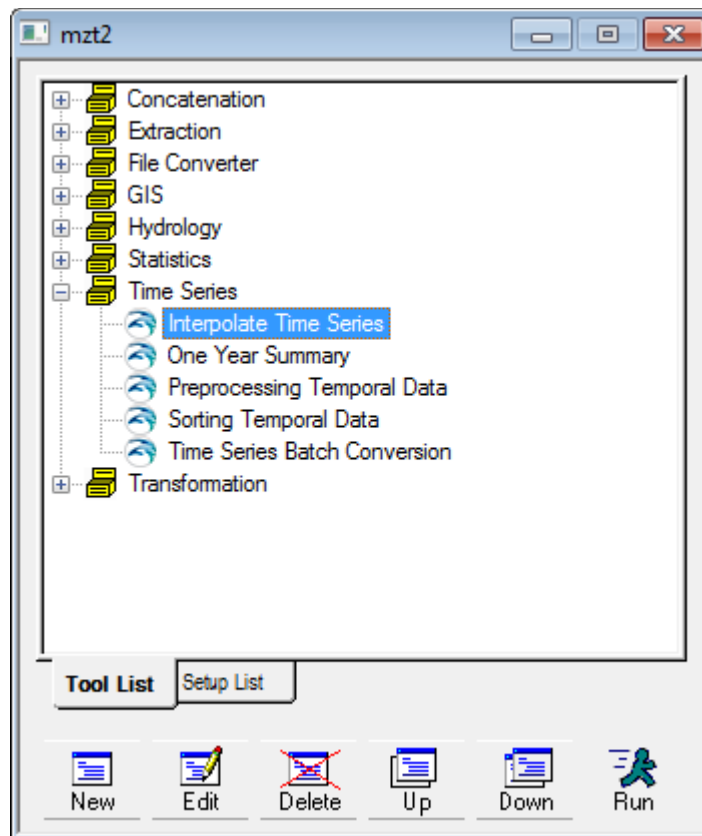 mzt2
Concatenation
Extraction
File Converter
GIS
Hydrology
Statistics
Time Series
Interpolate Time Series
One Year Summary
Preprocessing Temporal Data
Sorting Temporal Data
Time Series Batch Conversion
Transformation
Tool List Setup List
New Edit Delete Up Down Run